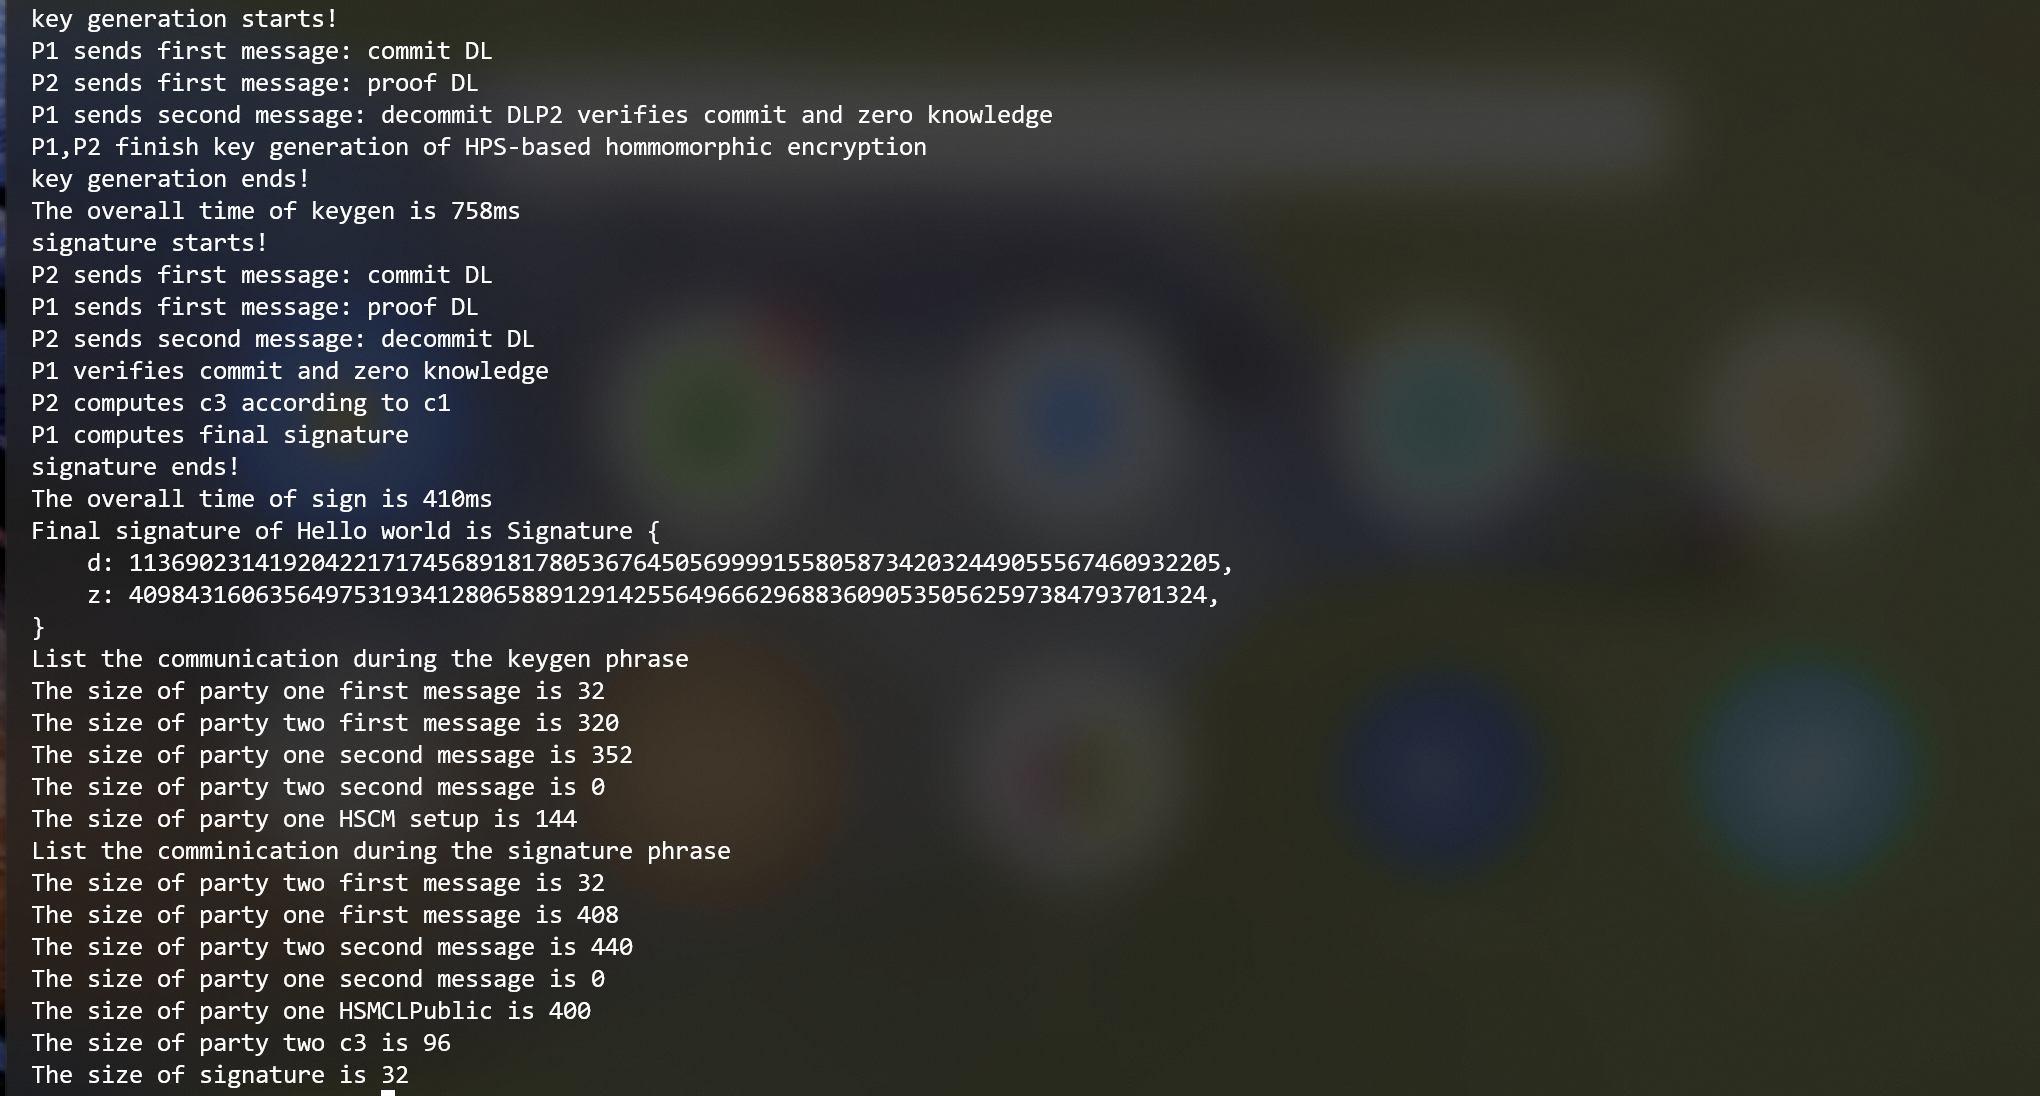 key generation starts!
P1 sends first message: commit DL
P2 sends first message: proof DL
P1 sends second message: decommit DLP2 verifies commit and zero knowledge
P1,P2 finish key generation of HPS-based hommomorphic encryption
key generation ends!
The overall time of keygen is 758ms
signature starts!
P2 sends first message: commit DL
P1 sends first message: proof DL
P2 sends second message: decommit DL
P1 verifies commit and zero knowledge
P2 computes c3 according to c1
P1 computes final signature
signature ends!
The overall time of sign is 410ms
Final signature of Hello world is Signature {
    d: 113690231419204221717456891817805367645056999915580587342032449055567460932205,
    z: 40984316063564975319341280658891291425564966629688360905350562597384793701324,
}
List the communication during the keygen phrase
The size of party one first message is 32
The size of party two first message is 320
The size of party one second message is 352
The size of party two second message is 0
The size of party one HSCM setup is 144
List the comminication during the signature phrase
The size of party two first message is 32
The size of party one first message is 408
The size of party two second message is 440
The size of party one second message is 0
The size of party one HSMCLPublic is 400
The size of party two c3 is 96
The size of signature is 32